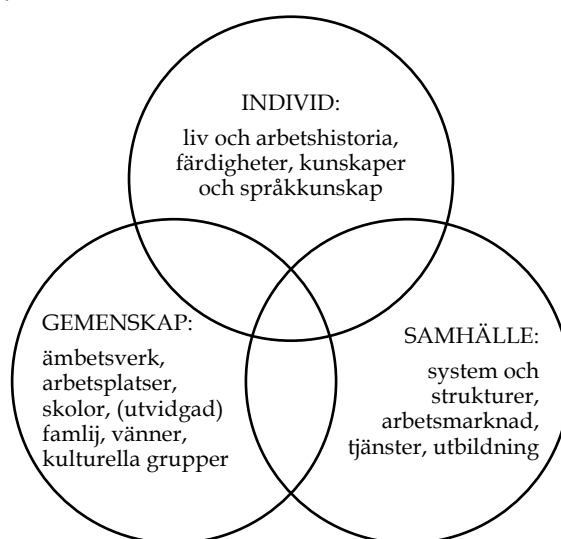 INDIVID:
liv och arbetshistoria,
färdigheter, kunskaper
och språkkunskap
GEMENSKAP:
ämbetsverk,
arbetsplatser,
skolor, (utvidgad)
famlij, vänner,
kulturella grupper
SAMHÄLLE:
system och
strukturer,
arbetsmarknad,
tjänster, utbildning